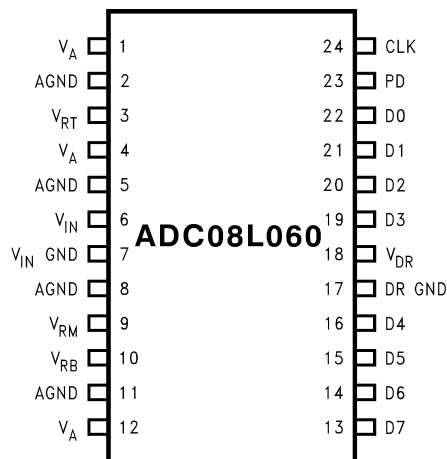 V_A 1 24 CLK
AGND 2 23 PD
V_RT 3 22 D0
V_A 4 21 D1
AGND 5 20 D2
V_IN 6 19 D3
ADC08L060
V_IN GND 7 18 V_DR
AGND 8 17 DR GND
V_RM 9 16 D4
V_RB 10 15 D5
AGND 11 14 D6
V_A 12 13 D7